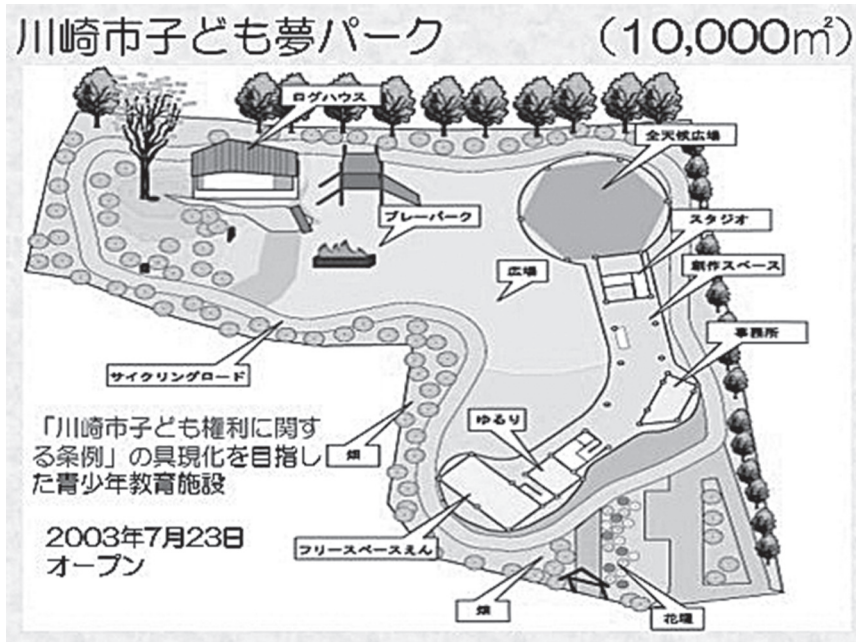 川崎市子ども夢パーク (10,000㎡)
ログハウス
全天候広場
プレーパーク
スタジオ
広場
創作スペース
事務所
サイクリングロード
「川崎市子ども権利に関す
る条例」の具現化を目指し
た青少年教育施設
畑
ゆるり
2003年7月23日
オープン
フリースペースえん
畑
花壇